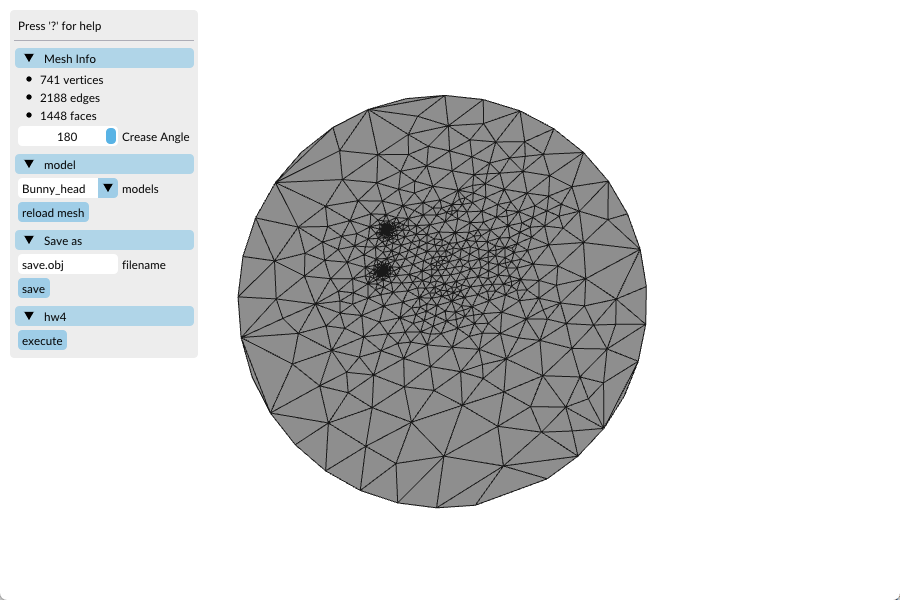 Press '?' for help
Mesh Info
741 vertices
2188 edges
1448 faces
180 Crease Angle
model
Bunny_head models
reload mesh
Save as
save.obj filename
save
hw4
execute